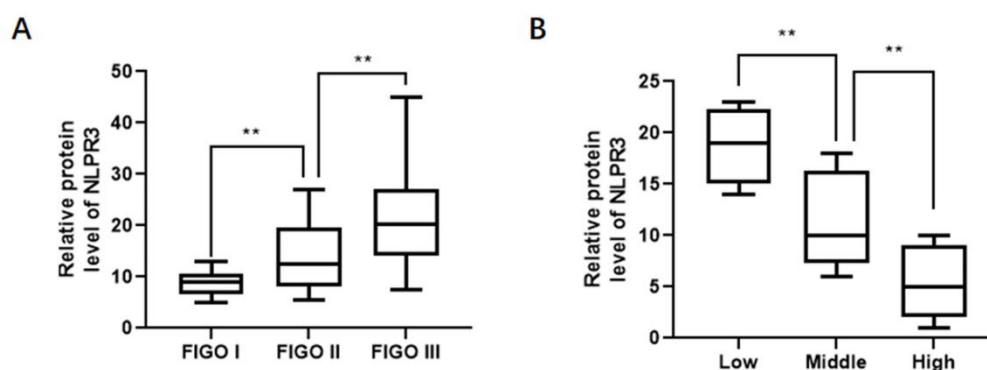 A
Relative protein
level of NLPR3
50
40
30
20
10
0
**
**
FIGO I
FIGO II
FIGO III
B
Relative protein
level of NLPR3
25
20
15
10
5
0
**
**
Low
Middle
High